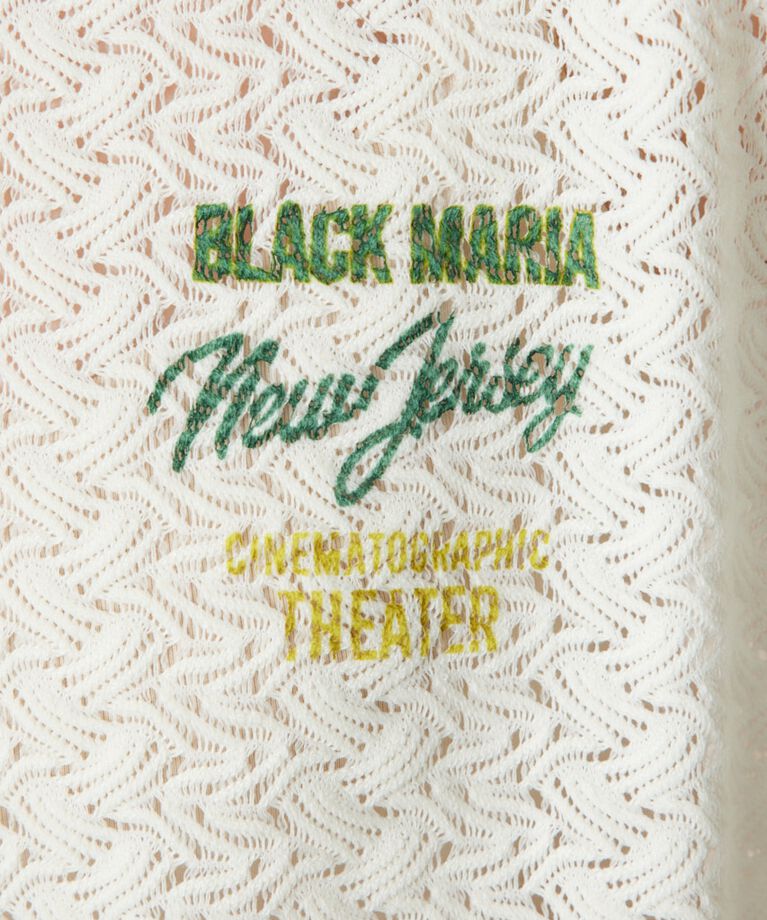 BLACK MARIA
New Jersey
CINEMATOGRAPHIC
THEATER